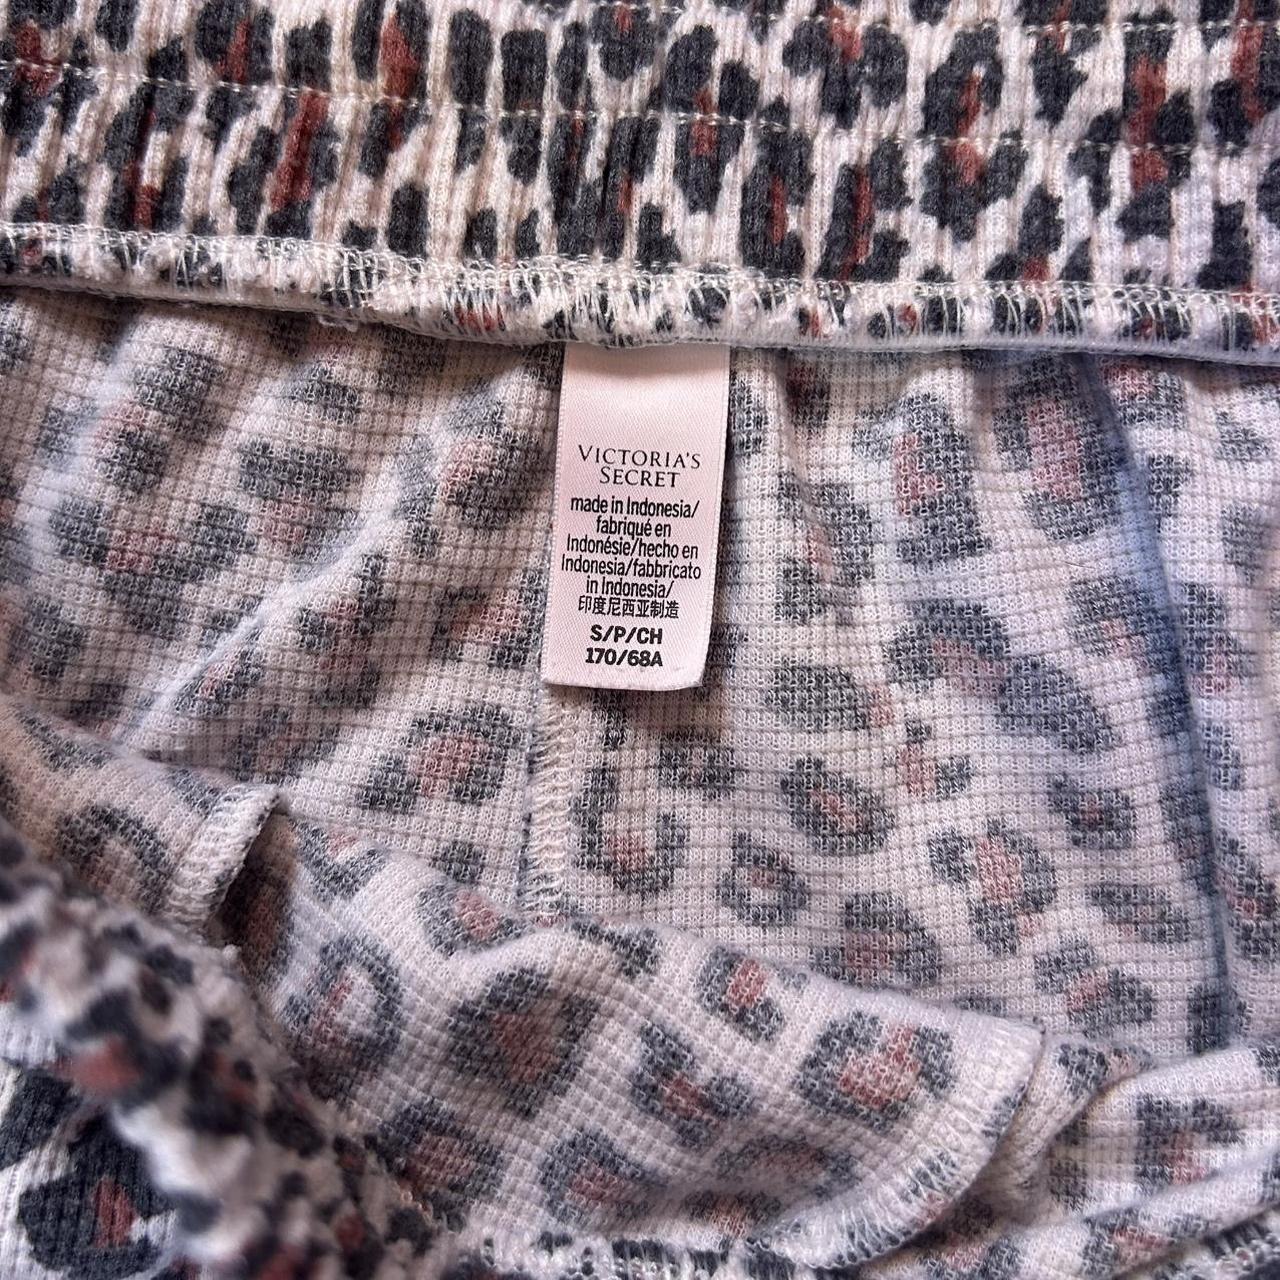 VICTORIA'S
SECRET
made in Indonesia/
fabriqué en
Indonésie/hecho en
Indonesia/fabbricato
in Indonesia/
印度尼西亚制造
S/P/CH
170/68A